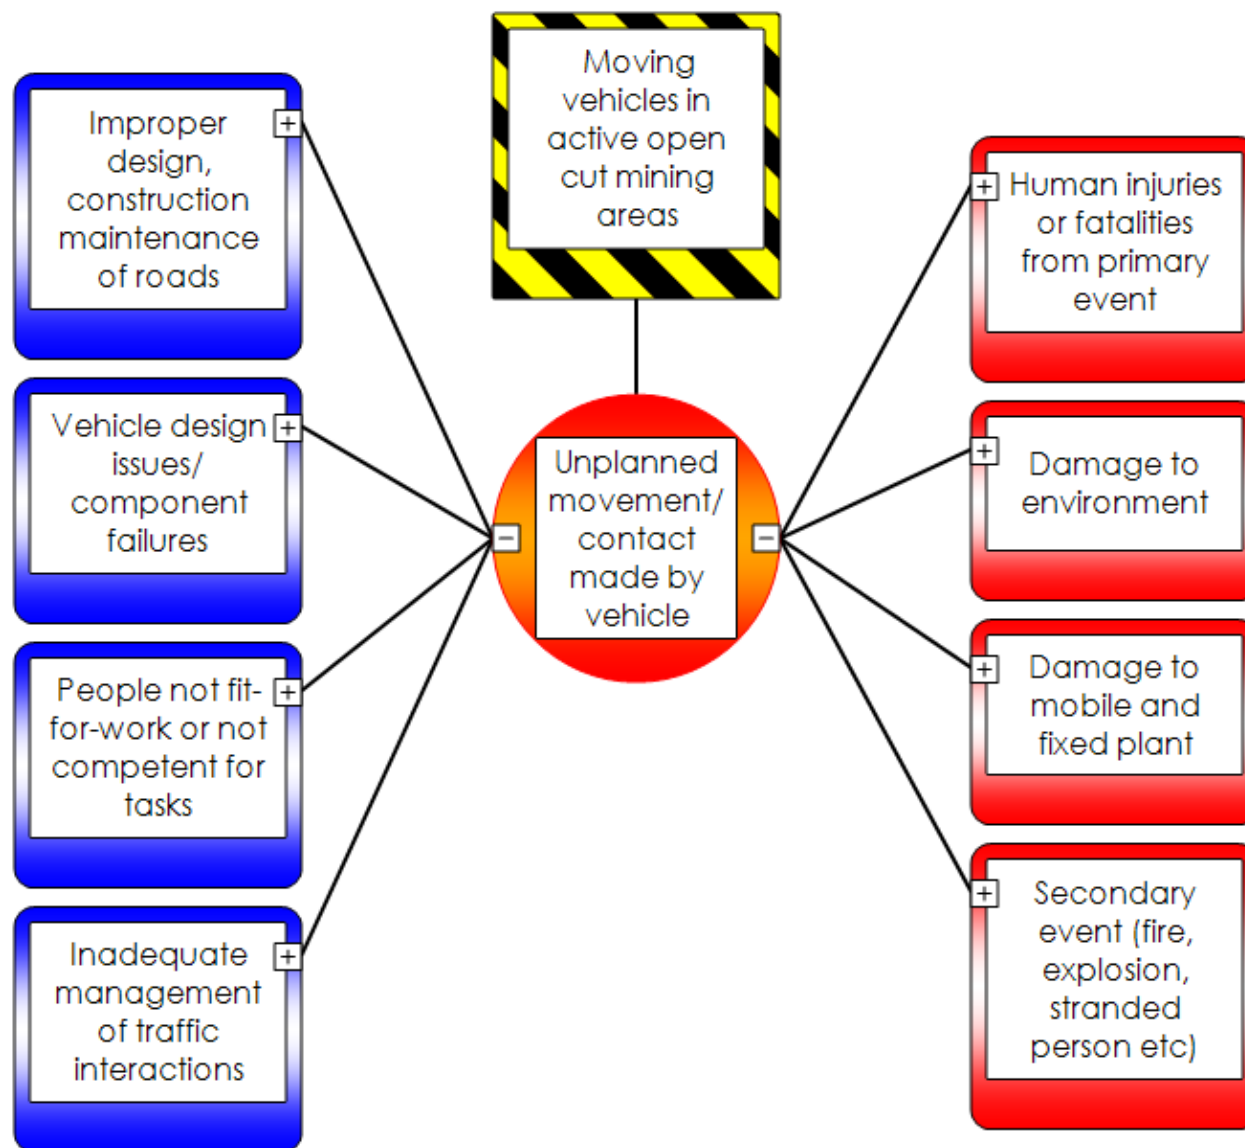 Moving
vehicles in
active open
cut mining
areas
Improper
design,
construction
maintenance
of roads
Vehicle design
issues/
component
failures
People not fit-
for-work or not
competent for
tasks
Inadequate
management
of traffic
interactions
Unplanned
movement/
contact
made by
vehicle
Human injuries
or fatalities
from primary
event
Damage to
environment
Damage to
mobile and
fixed plant
Secondary
event (fire,
explosion,
stranded
person etc)